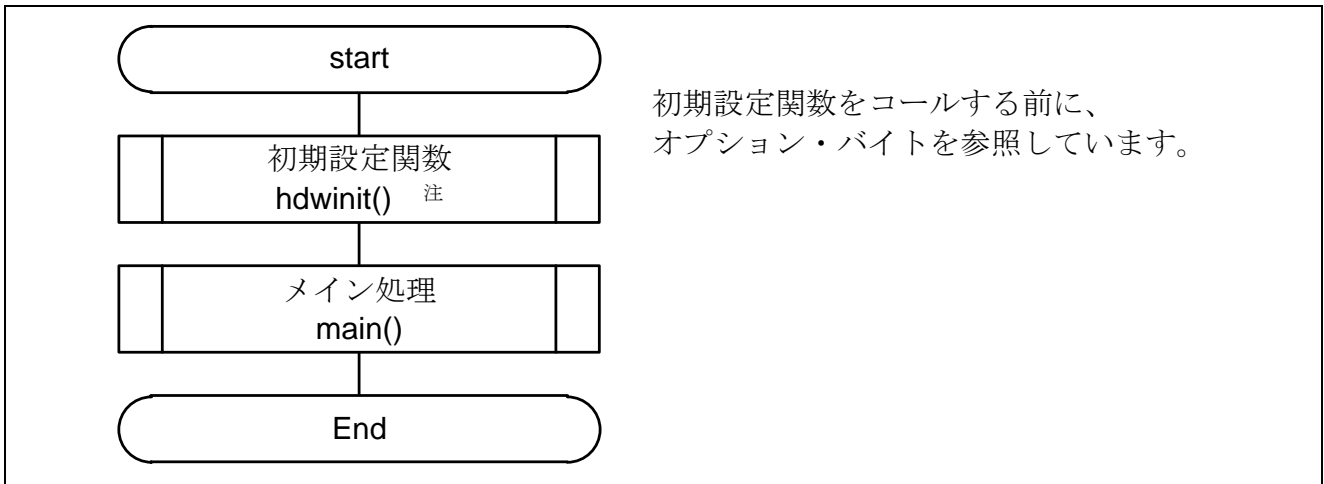 start
初期設定関数をコールする前に、
オプション・バイトを参照しています。
初期設定関数
hdwinit() 注
メイン処理
main()
End